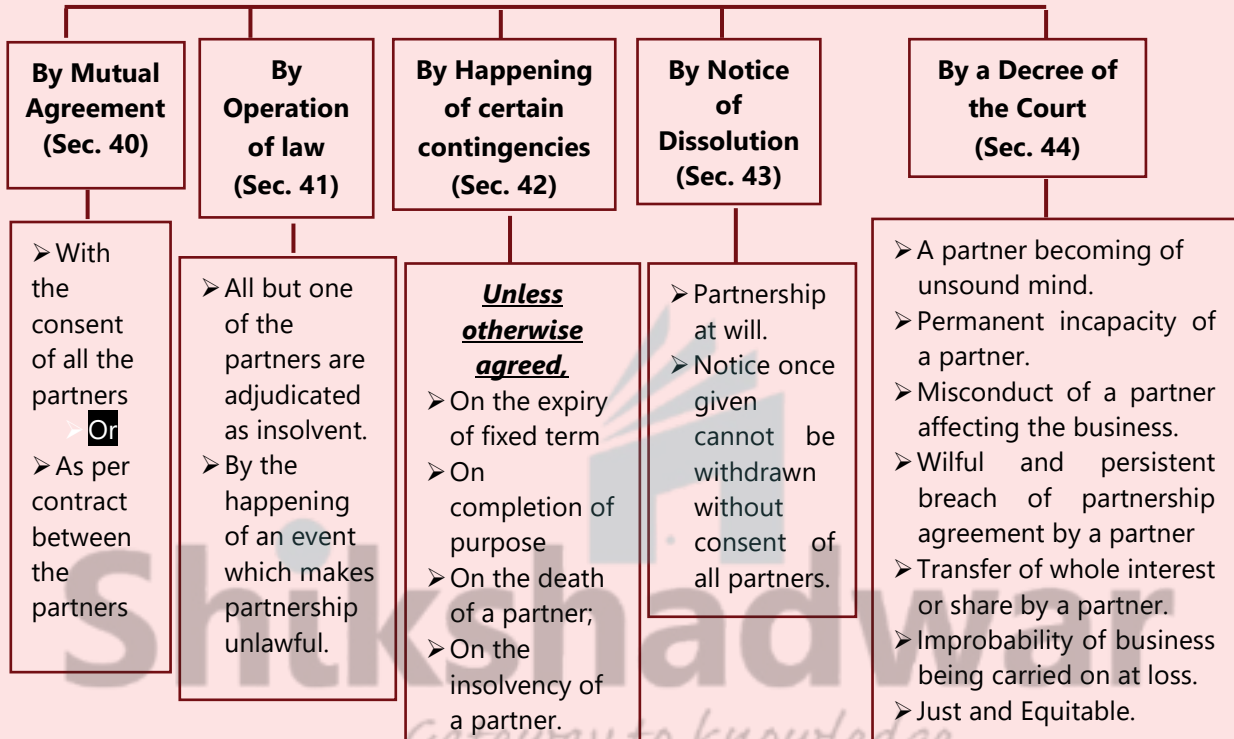 By Mutual
Agreement
(Sec. 40)
By
Operation
of law
(Sec. 41)
By Happening
of certain
contingencies
(Sec. 42)
By Notice
of
Dissolution
(Sec. 43)
By a Decree of
the Court
(Sec. 44)
➢ With
the
consent
of all the
partners
➢ Or
➢ As per
contract
between
the
partners
➢ All but one
of the
partners are
adjudicated
as insolvent.
➢ By the
happening
of an event
which makes
partnership
unlawful.
Unless
otherwise
agreed,
➢ On the expiry
of fixed term
➢ On
completion of
purpose
➢ On the death
of a partner;
➢ On the
insolvency of
a partner.
➢ Partnership
at will.
➢ Notice once
given
cannot be
withdrawn
without
consent of
all partners.
➢ A partner becoming of
unsound mind.
➢ Permanent incapacity of
a partner.
➢ Misconduct of a partner
affecting the business.
➢ Wilful and persistent
breach of partnership
agreement by a partner
➢ Transfer of whole interest
or share by a partner.
➢ Improbability of business
being carried on at loss.
➢ Just and Equitable.
Shikshadwar
Gateway to knowledge